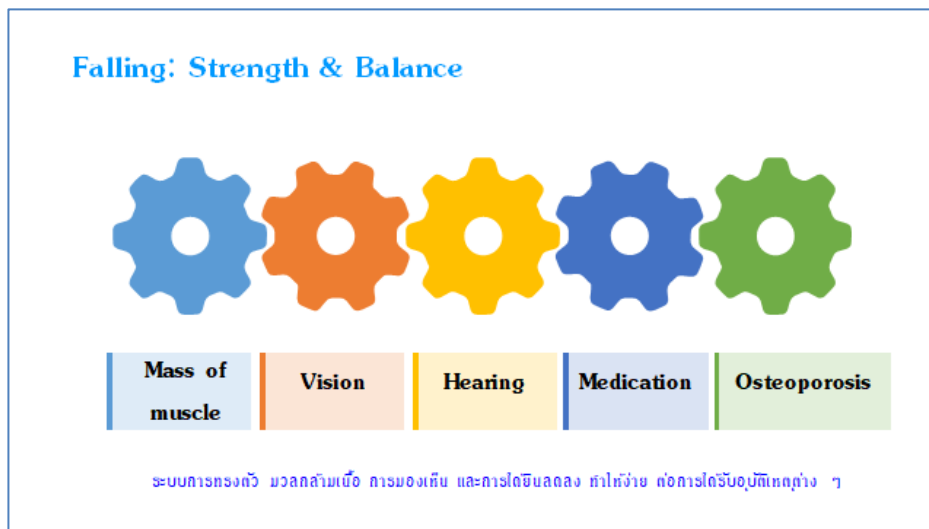 Falling: Strength & Balance
Mass of
muscle
Vision
Hearing
Medication
Osteoporosis
ระบบการทรงตัว มวลกล้ามเนื้อ การมองเห็น และการได้ยินลดลง ทำให้ง่าย ต่อการได้รับอุบัติเหตุต่าง ๆ